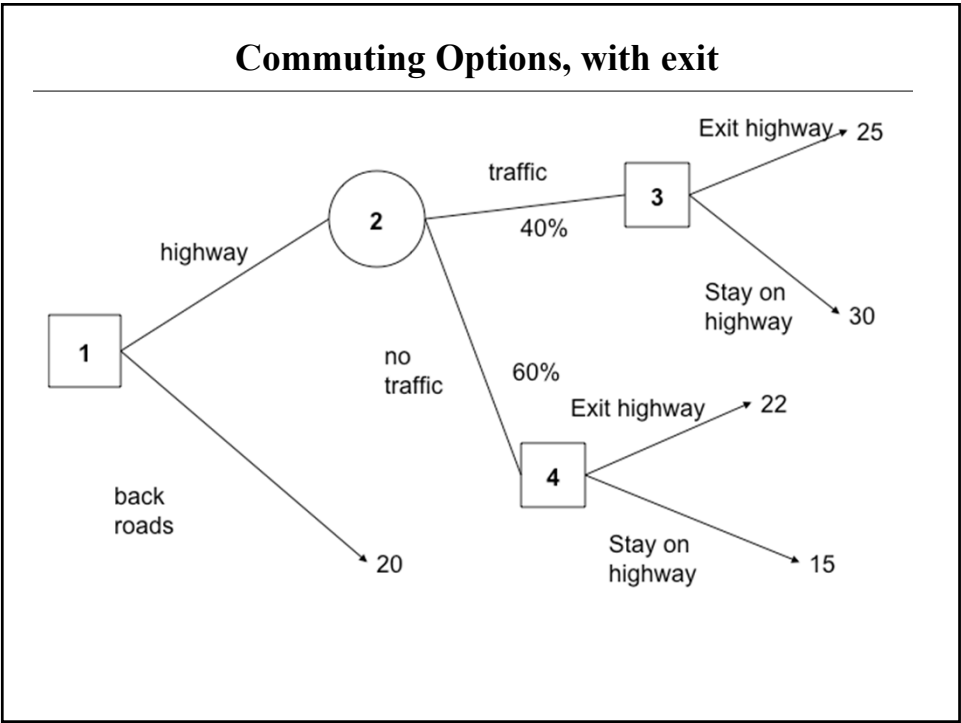 Commuting Options, with exit
Exit highway
25
traffic
3
2
40%
highway
Stay on
highway
30
1
no
traffic
60%
Exit highway
22
4
back
roads
Stay on
highway
20
15